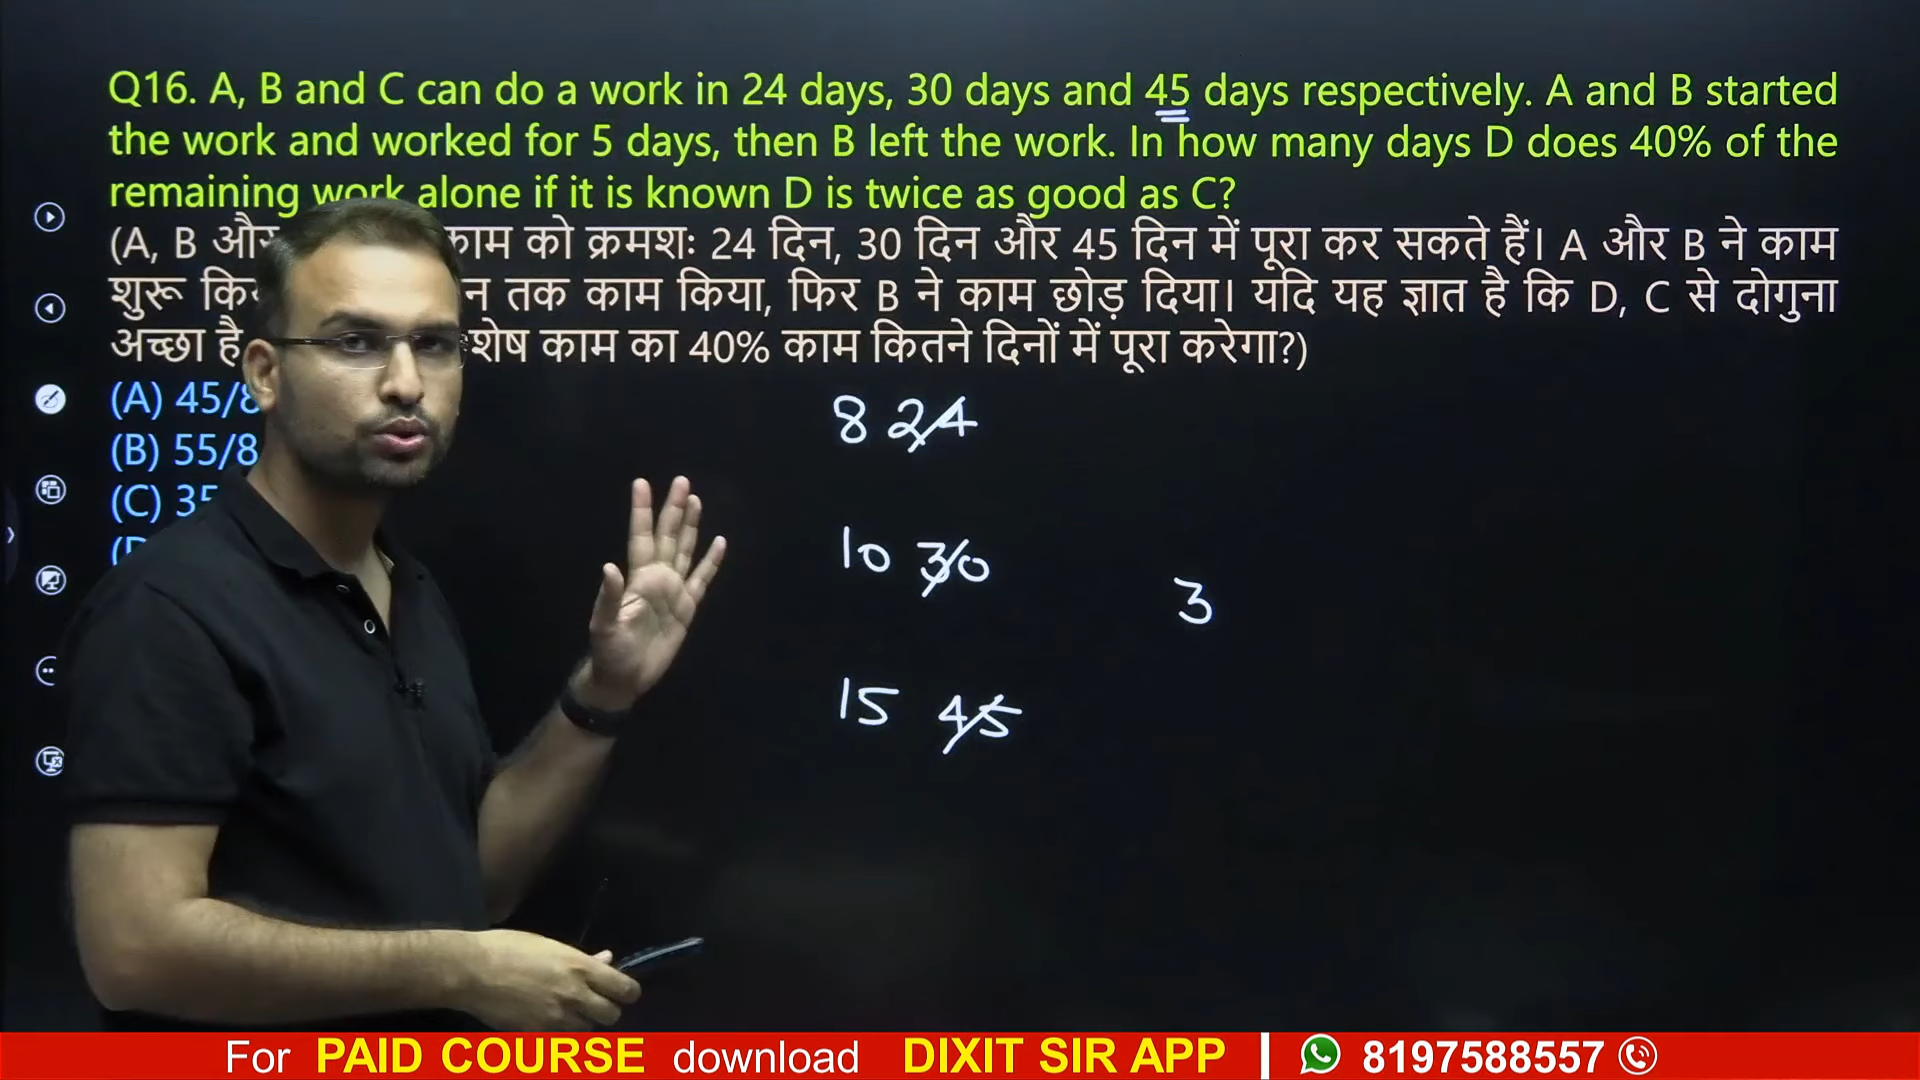 Q16. A, B and C can do a work in 24 days, 30 days and 45 days respectively. A and B started
the work and worked for 5 days, then B left the work. In how many days D does 40% of the
remaining work alone if it is known D is twice as good as C?
(A, B और काम को क्रमशः 24 दिन, 30 दिन और 45 दिन में पूरा कर सकते हैं। A और B ने काम
शुरू तक काम किया, फिर B ने काम छोड़ दिया। यदि यह ज्ञात है कि D, C से दोगुना
अच्छा है शेष काम का 40% काम कितने दिनों में पूरा करेगा?)
(A) 45/8
(B) 55/8
(C) 35
8 24
10 30
3
15 45
For PAID COURSE download DIXIT SIR APP | 8197588557